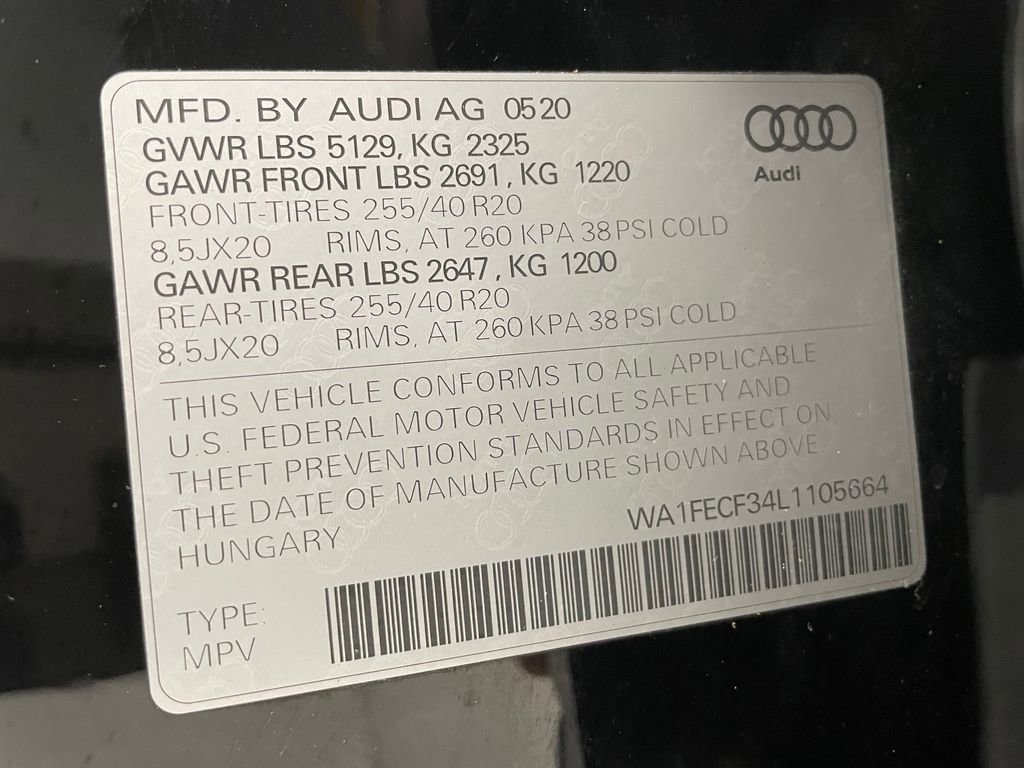 MFD. BY AUDI AG 0520
GVWR LBS 5129, KG 2325
GAWR FRONT LBS 2691, KG 1220
FRONT-TIRES 255/40 R20
8,5JX20 RIMS, AT 260 KPA 38 PSI COLD
GAWR REAR LBS 2647, KG 1200
REAR-TIRES 255/40 R20
8,5JX20 RIMS, AT 260 KPA 38 PSI COLD
Audi
THIS VEHICLE CONFORMS TO ALL APPLICABLE
U.S. FEDERAL MOTOR VEHICLE SAFETY AND
THEFT PREVENTION STANDARDS IN EFFECT ON
THE DATE OF MANUFACTURE SHOWN ABOVE
HUNGARY
WA1FECF34L1105664
TYPE:
MPV